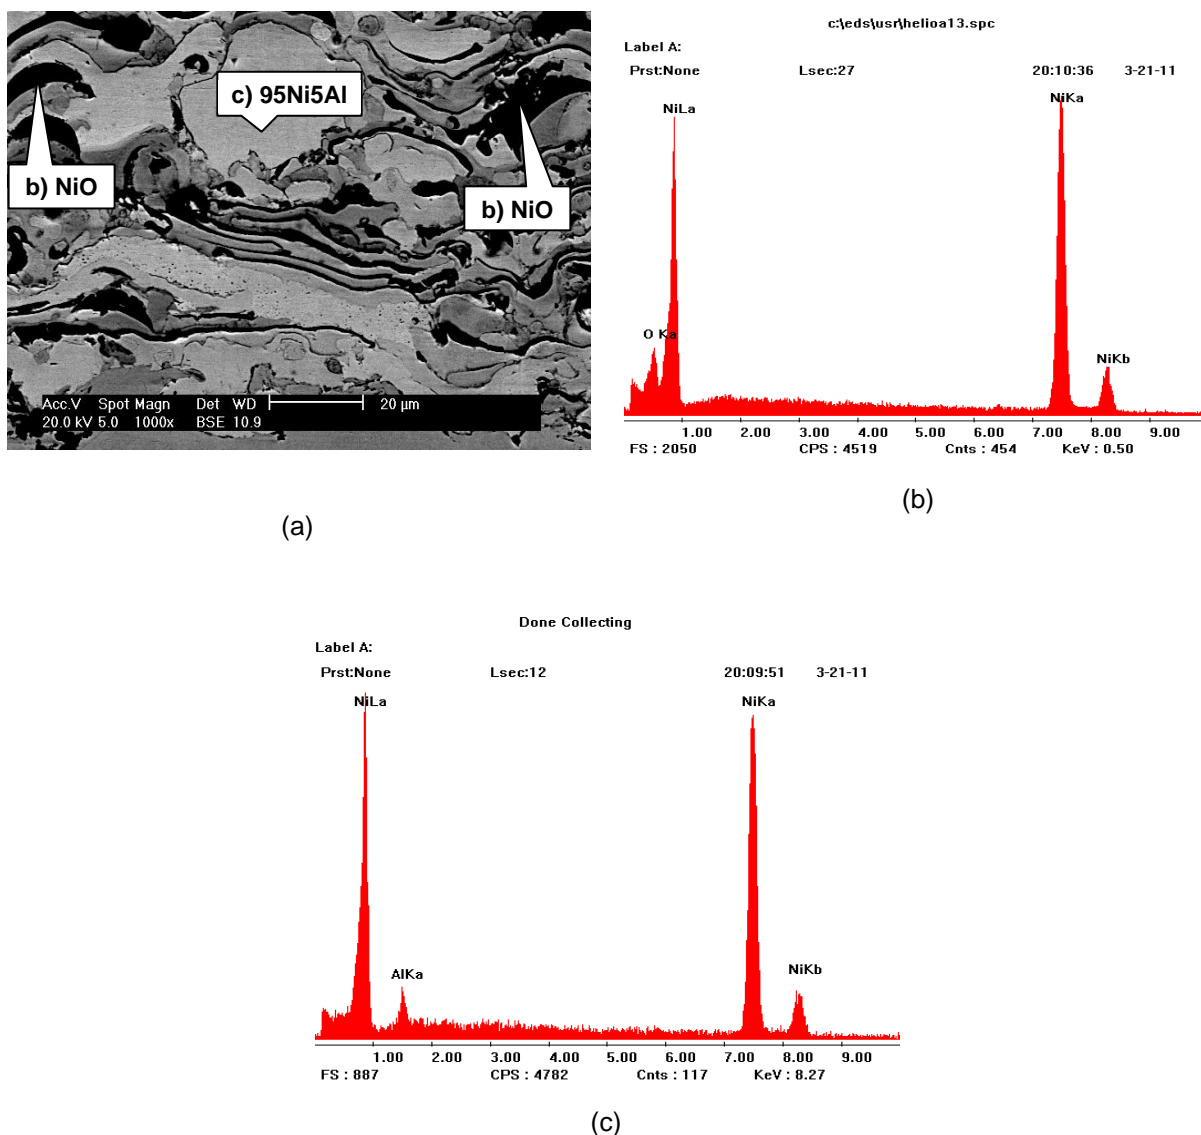 c) 95Ni5Al
b) NiO
b) NiO
Acc.V Spot Magn Det WD 20 µm
20.0 kV 5.0 1000x BSE 10.9
(a)
c:\eds\usr\helioa13.spc
Label A:
Prst:None Lsec:27 20:10:36 3-21-11
NiLa NiKa
O Ka
NiKb
1.00 2.00 3.00 4.00 5.00 6.00 7.00 8.00 9.00
FS : 2050 CPS : 4519 Cnts : 454 KeV : 0.50
(b)
Done Collecting
Label A:
Prst:None Lsec:12 20:09:51 3-21-11
NiLa NiKa
AlKa NiKb
1.00 2.00 3.00 4.00 5.00 6.00 7.00 8.00 9.00
FS : 887 CPS : 4782 Cnts : 117 KeV : 8.27
(c)